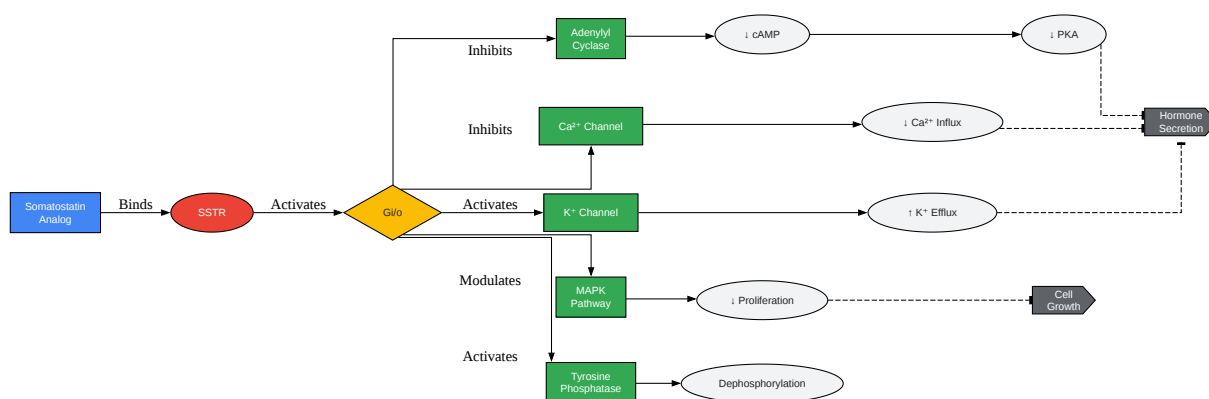 Adenylyl
Cyclase
↓ cAMP
↓ PKA
Inhibits
Inhibits
Ca²⁺ Channel
↓ Ca²⁺ Influx
Hormone
Secretion
Somatostatin
Analog
Binds
SSTR
Activates
Gi/o
Activates
K⁺ Channel
↑ K⁺ Efflux
Modulates
MAPK
Pathway
↓ Proliferation
Cell
Growth
Activates
Tyrosine
Phosphatase
Dephosphorylation